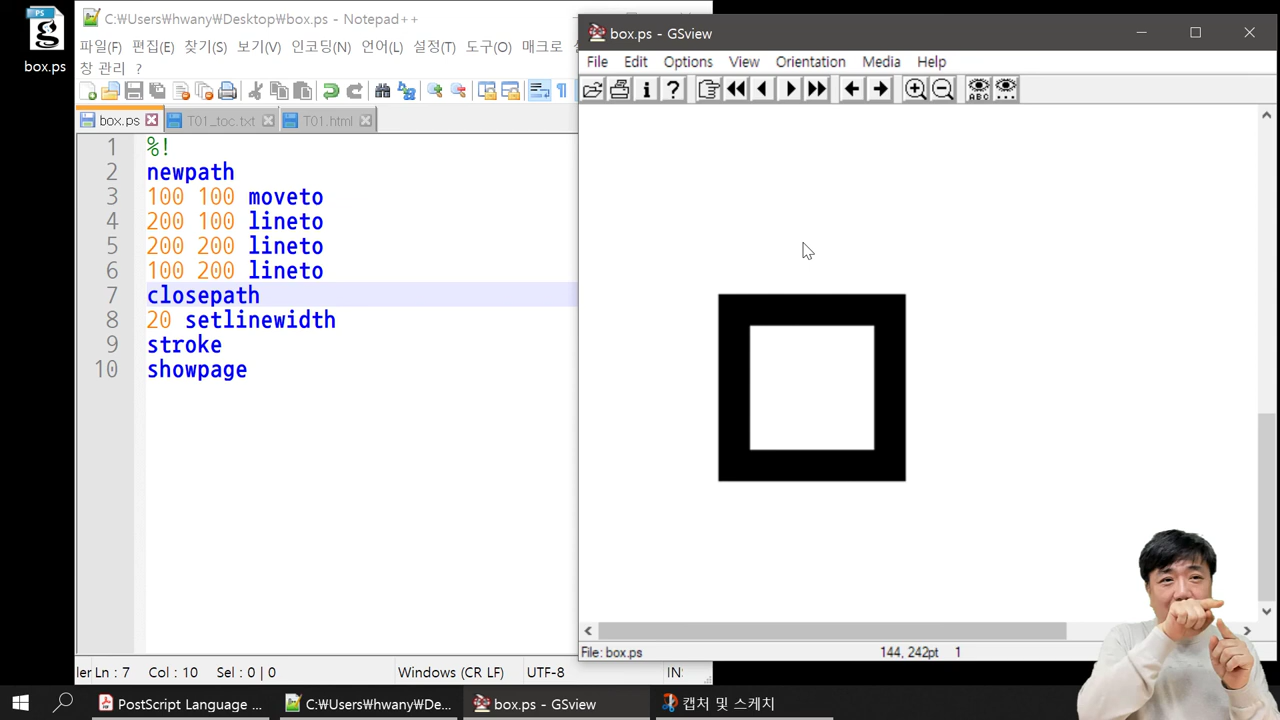 PS
box.ps
C:\Users\hwany\Desktop\box.ps - Notepad++
파일(F) 편집(E) 찾기(S) 보기(V) 인코딩(N) 언어(L) 설정(T) 도구(O) 매크로
창 관리 ?
box.ps T01_toc.txt T01.html
1 %!
2 newpath
3 100 100 moveto
4 200 100 lineto
5 200 200 lineto
6 100 200 lineto
7 closepath
8 20 setlinewidth
9 stroke
10 showpage
ler Ln : 7 Col : 10 Sel : 0 | 0 Windows (CR LF) UTF-8 IN
box.ps - GSview
File Edit Options View Orientation Media Help
ABC
File: box.ps 144, 242pt 1
PostScript Language ... C:\Users\hwany\De... box.ps - GSview 캡처 및 스케치